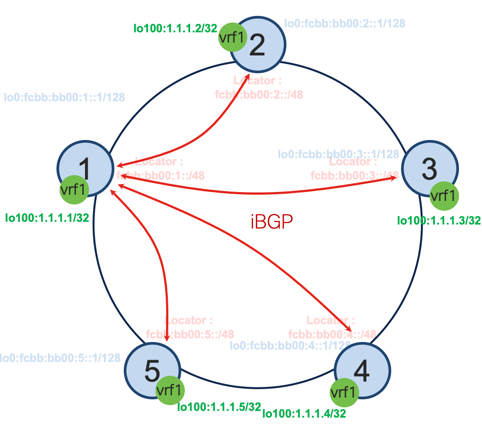 lo100:1.1.1.2/32
vrf1
2
lo0:fcbb:bb00:2::1/128
Locator :
fcbb:bb00:2::/48
lo0:fcbb:bb00:1::1/128
1
vrf1
lo100:1.1.1.1/32
Locator :
fcbb:bb00:1::/48
lo0:fcbb:bb00:3::1/128
Locator :
fcbb:bb00:3::/48
3
vrf1
lo100:1.1.1.3/32
iBGP
Locator :
fcbb:bb00:5::/48
lo0:fcbb:bb00:5::1/128
5
vrf1
lo100:1.1.1.5/32
Locator :
fcbb:bb00:4::/48
lo0:fcbb:bb00:4::1/128
4
vrf1
lo100:1.1.1.4/32